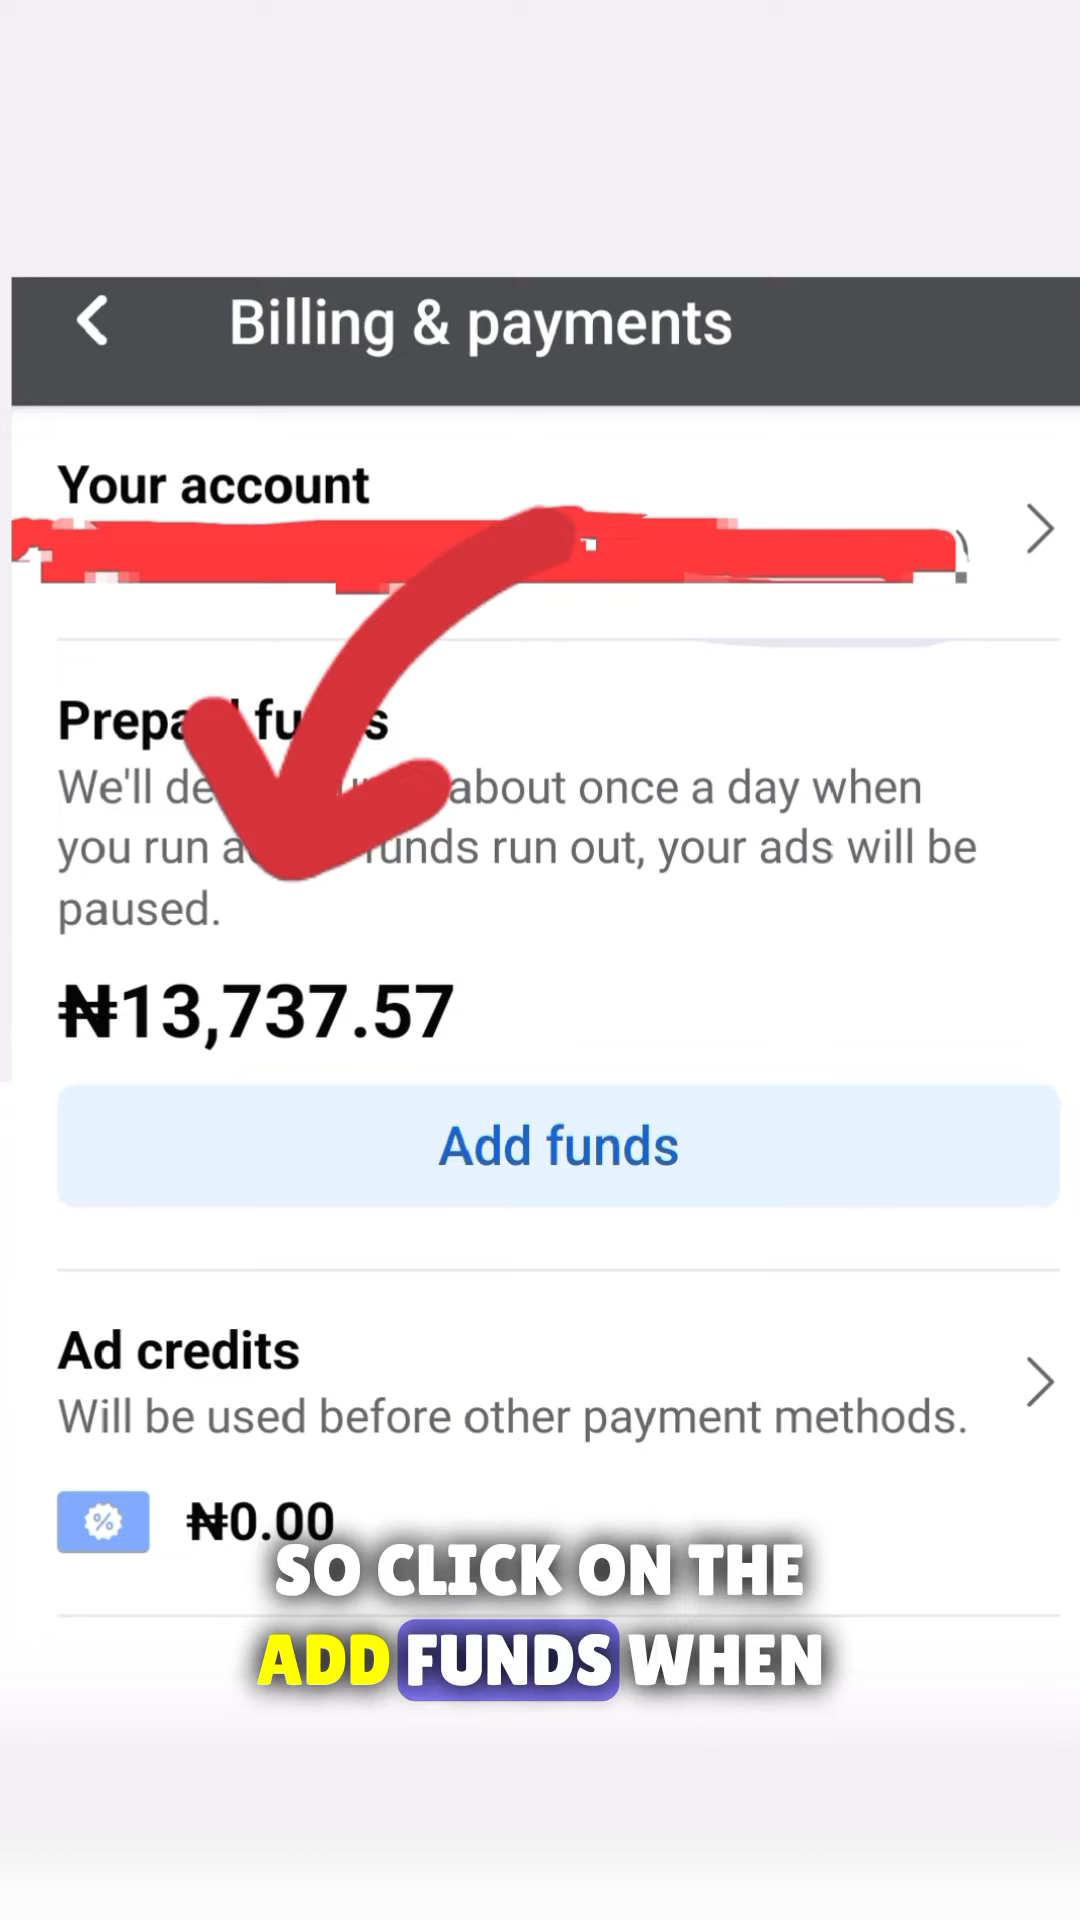 Billing & payments
Your account
We'll about once a day when
you run funds run out, your ads will be
paused.
₦13,737.57
Add funds
Ad credits
Will be used before other payment methods.
% ₦0.00
SO CLICK ON THE
ADD FUNDS WHEN